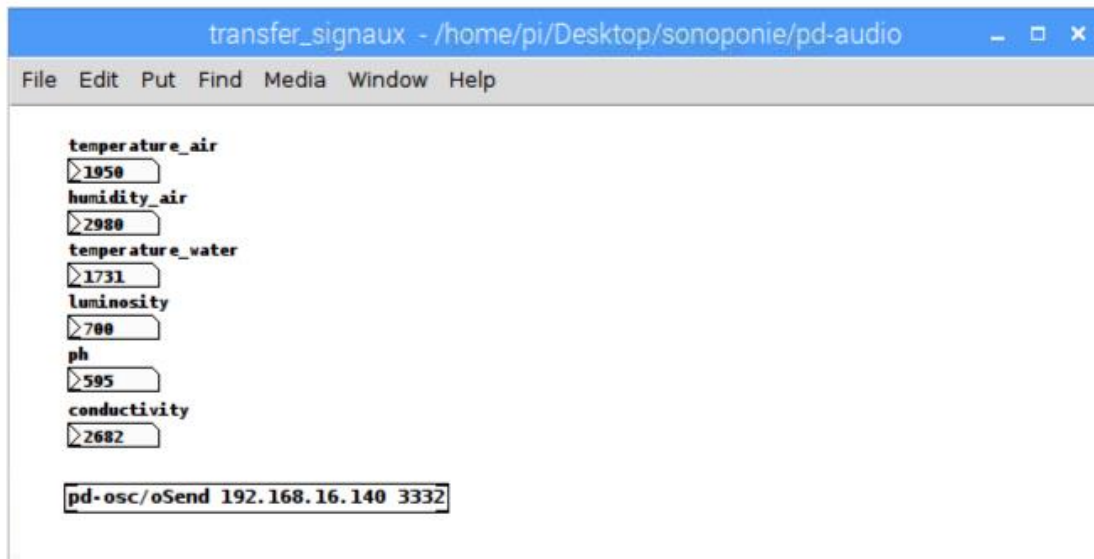 transfer_signaux - /home/pi/Desktop/sonoponie/pd-audio
File Edit Put Find Media Window Help
temperature_air
1950
humidity_air
2980
temperature_water
1731
luminosity
700
ph
595
conductivity
2682
pd-osc/oSend 192.168.16.140 3332